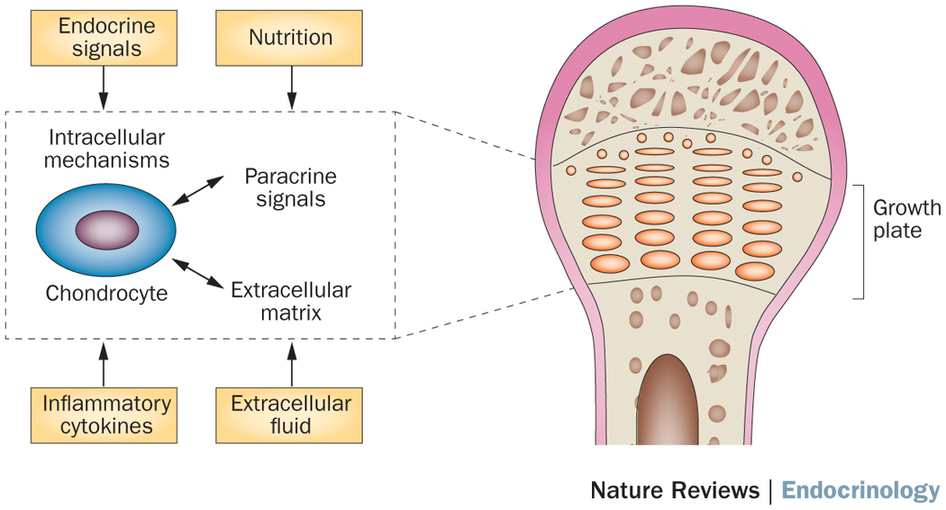 Endocrine
signals
Nutrition
Intracellular
mechanisms
Paracrine
signals
Chondrocyte
Extracellular
matrix
Inflammatory
cytokines
Extracellular
fluid
Growth
plate
Nature Reviews | Endocrinology